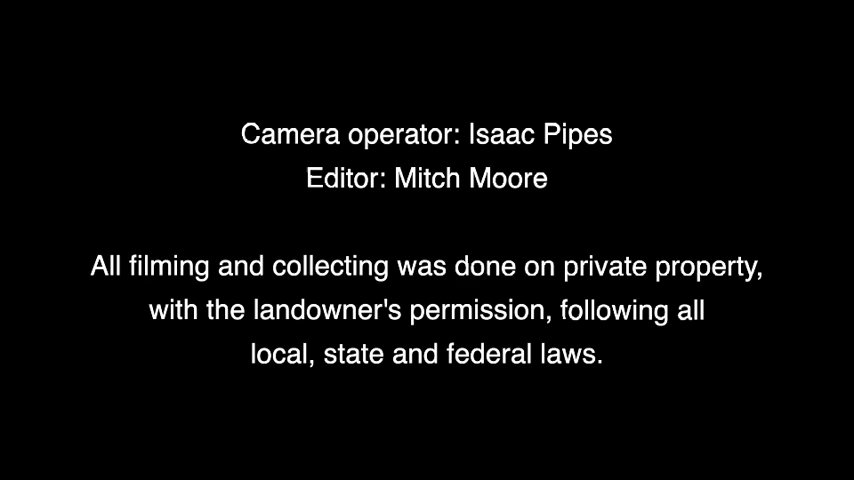 Camera operator: Isaac Pipes
Editor: Mitch Moore
All filming and collecting was done on private property,
with the landowner's permission, following all
local, state and federal laws.